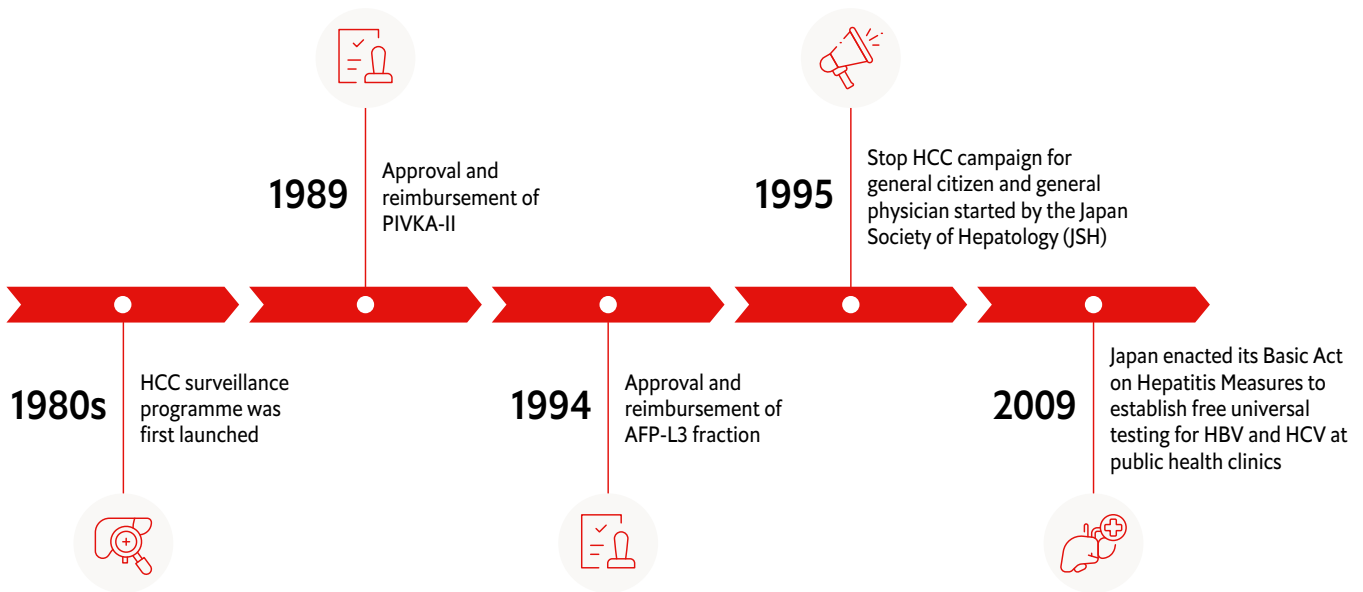 1980s
HCC surveillance
programme was
first launched
1989
Approval and
reimbursement of
PIVKA-II
1994
Approval and
reimbursement of
AFP-L3 fraction
1995
Stop HCC campaign for
general citizen and general
physician started by the Japan
Society of Hepatology (JSH)
2009
Japan enacted its Basic Act
on Hepatitis Measures to
establish free universal
testing for HBV and HCV at
public health clinics